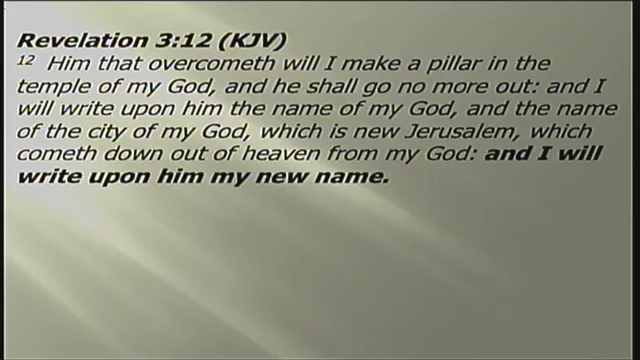 Revelation 3:12 (KJV)
12 Him that overcometh will I make a pillar in the
temple of my God, and he shall go no more out: and I
will write upon him the name of my God, and the name
of the city of my God, which is new Jerusalem, which
cometh down out of heaven from my God: and I will
write upon him my new name.